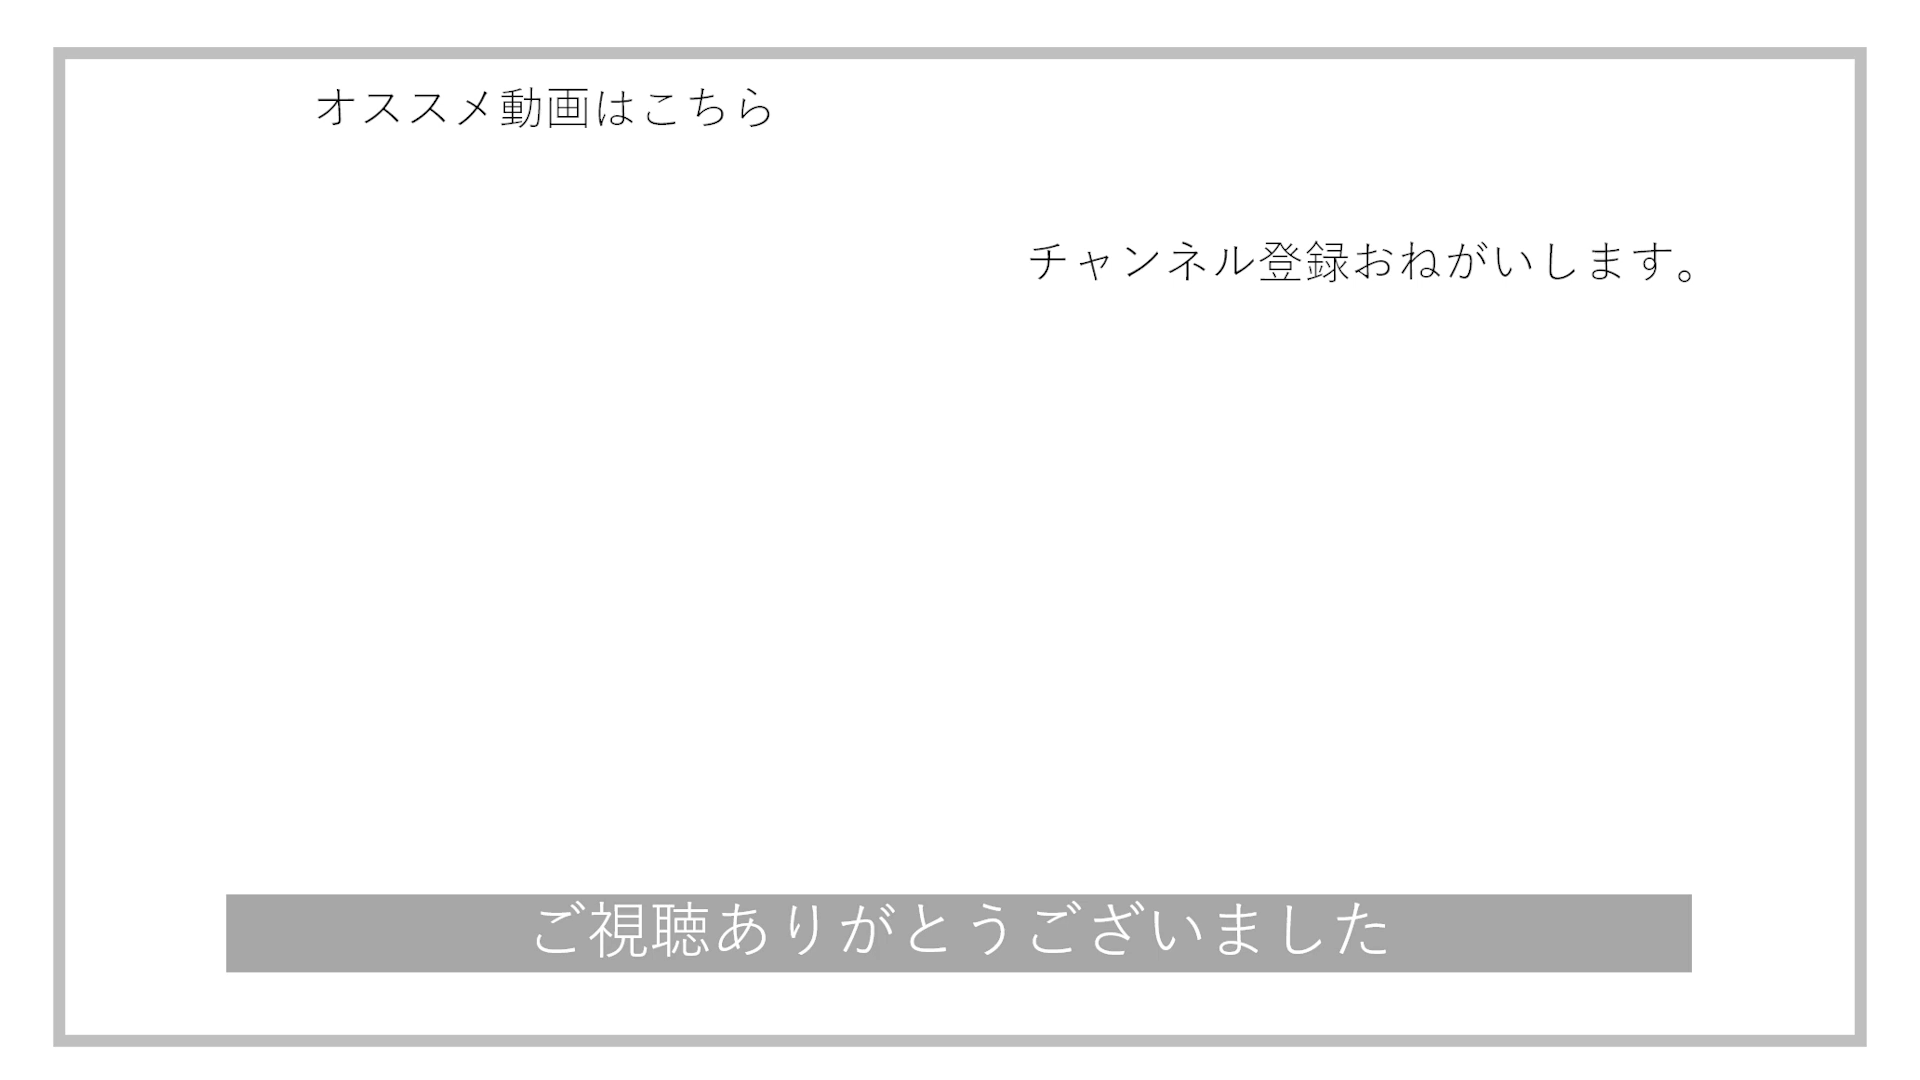 オススメ動画はこちら
チャンネル登録おねがいします。
ご視聴ありがとうございました